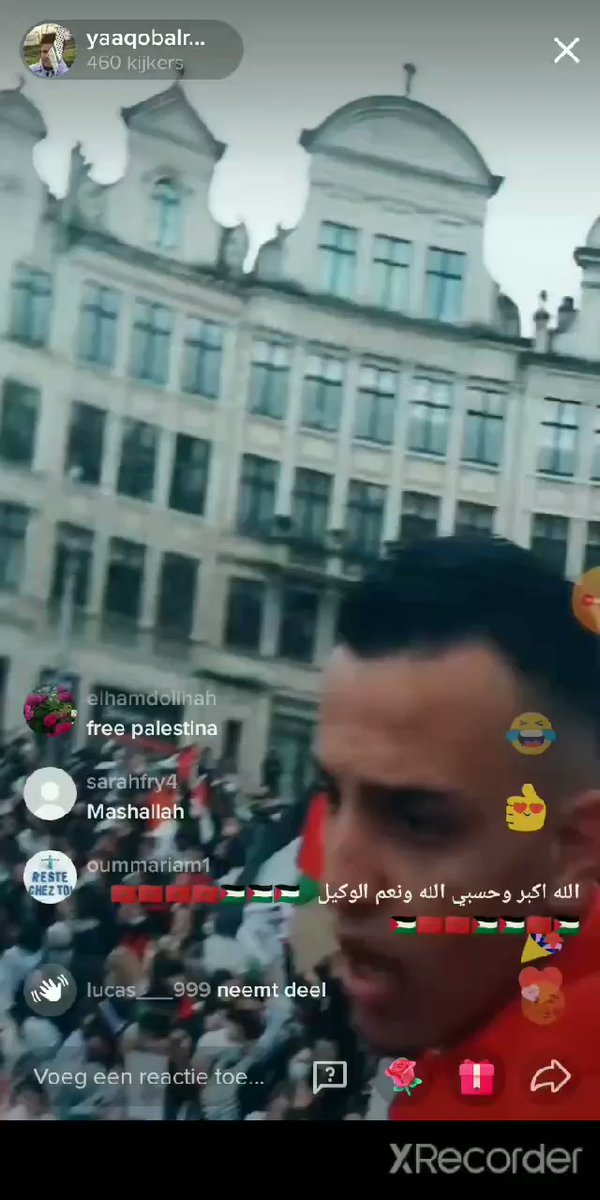 yaaqobalr...
460 kijkers
elhamdolihah
free palestina
sarahfry4
Mashallah
oummariam1
RESTE
CHEZ TOI
الله اكبر وحسبي الله ونعم الوكيل 🇵🇸🇵🇸🇵🇸🇲🇦🇲🇦🇲🇦🇲🇦
🇵🇸🇲🇦🇵🇸🇵🇸🇲🇦🇲🇦🇵🇸
lucas___999 neemt deel
Voeg een reactie toe...
XRecorder